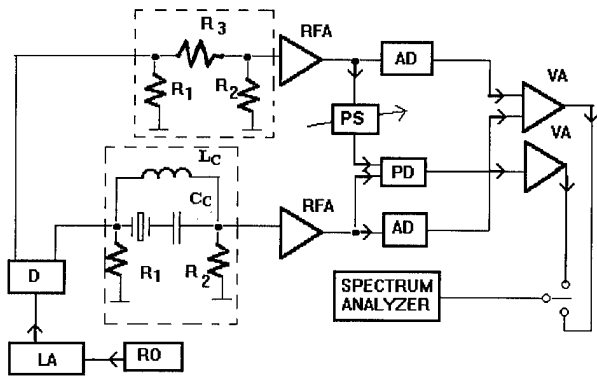 R3
RFA
AD
R1
R2
VA
PS
VA
LC
CC
PD
RFA
AD
R1
R2
D
SPECTRUM
ANALYZER
LA
RO